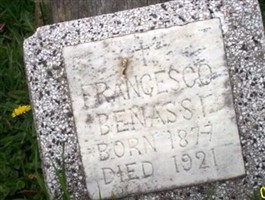 FRANCESCO
BENASSI
BORN 1877
DIED 1921